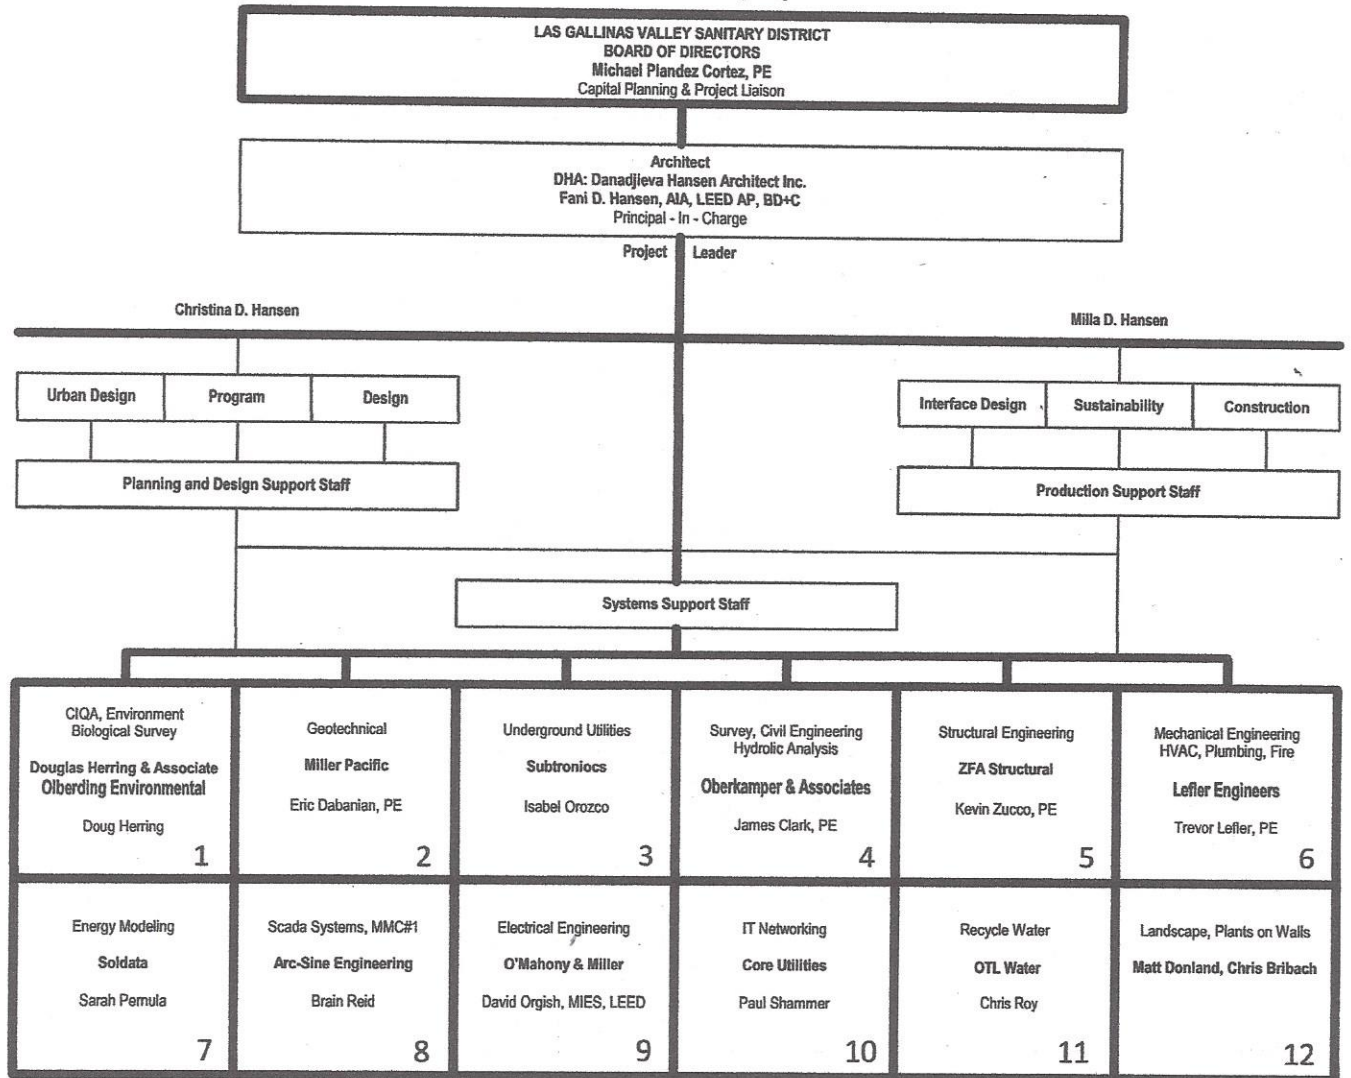 LAS GALLINAS VALLEY SANITARY DISTRICT
BOARD OF DIRECTORS
Michael Plandez Cortez, PE
Capital Planning & Project Liaison
Architect
DHA: Danadjieva Hansen Architect Inc.
Fani D. Hansen, AIA, LEED AP, BD+C
Principal - In - Charge
Project Leader
Christina D. Hansen
Milla D. Hansen
Urban Design
Program
Design
Interface Design
Sustainability
Construction
Planning and Design Support Staff
Production Support Staff
Systems Support Staff
CIQA, Environment
Biological Survey
Douglas Herring & Associate
Olberding Environmental
Doug Herring
1
Geotechnical
Miller Pacific
Eric Dabanian, PE
2
Underground Utilities
Subtroniocs
Isabel Orozco
3
Survey, Civil Engineering
Hydrolic Analysis
Oberkamper & Associates
James Clark, PE
4
Structural Engineering
ZFA Structural
Kevin Zucco, PE
5
Mechanical Engineering
HVAC, Plumbing, Fire
Lefler Engineers
Trevor Lefler, PE
6
Energy Modeling
Soldata
Sarah Pernula
7
Scada Systems, MMC#1
Arc-Sine Engineering
Brain Reid
8
Electrical Engineering
O'Mahony & Miller
David Orgish, MIES, LEED
9
IT Networking
Core Utilities
Paul Shammer
10
Recycle Water
OTL Water
Chris Roy
11
Landscape, Plants on Walls
Matt Donland, Chris Bribach
12